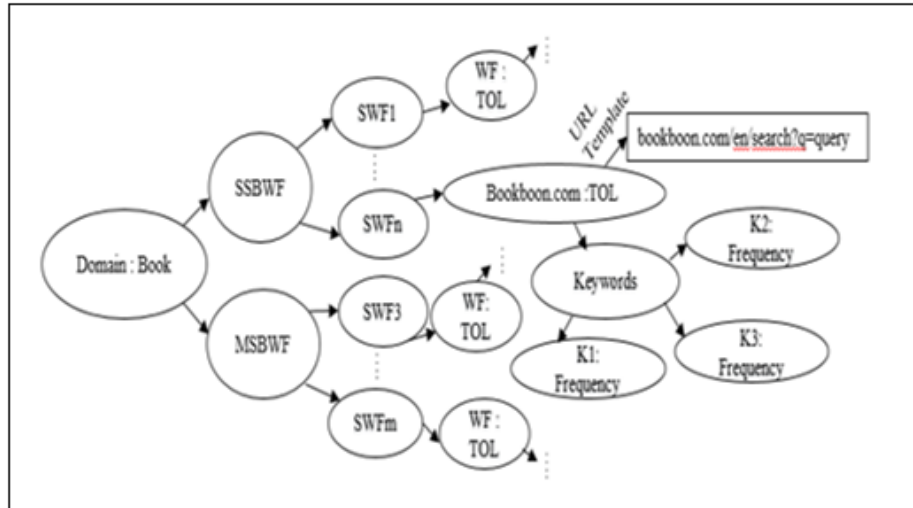 WF :
TOL
SWF1
URL
Template
bookboon.com/en/search?q=query
SSBWF
Bookboon.com :TOL
SWFn
K2:
Frequency
Domain : Book
Keywords
SWF3
WF:
TOL
MSBWF
K3:
Frequency
K1:
Frequency
SWFm
WF :
TOL